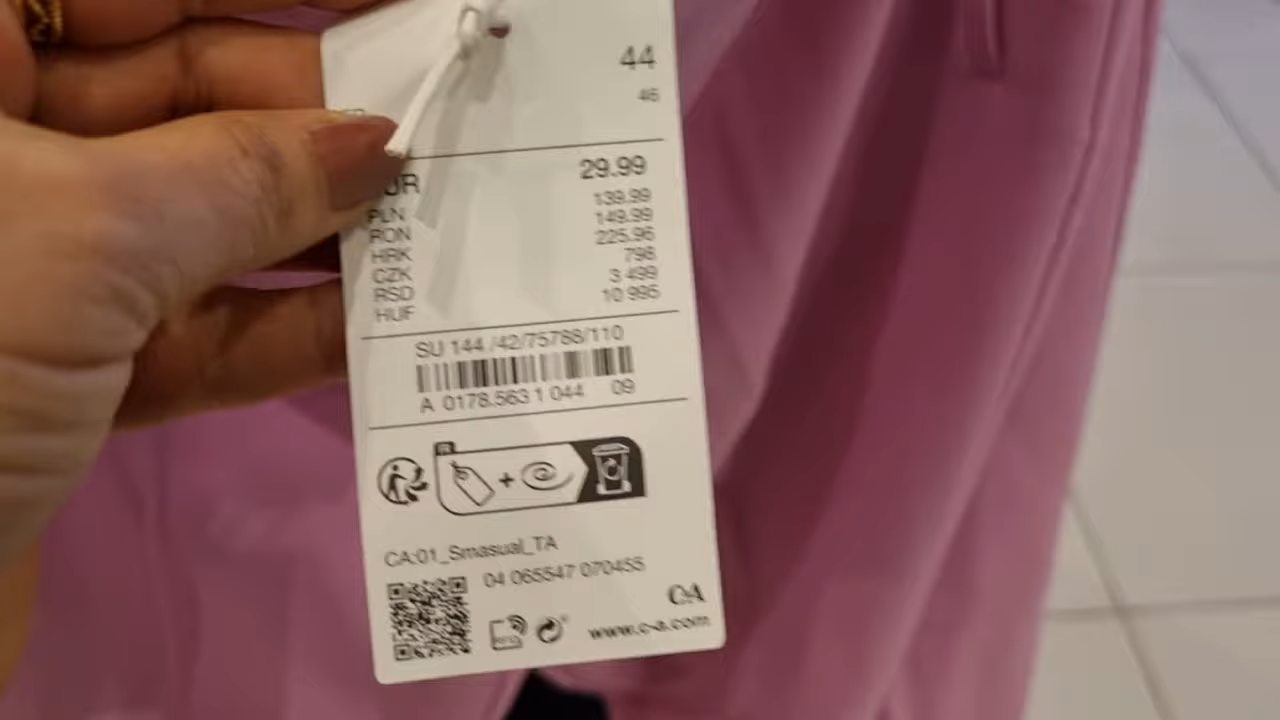 44
46
UR 29.99
PLN 139.99
RON 149.99
HRK 225.96
CZK 798
RSD 3 499
HUF 10 995
SU 144 /42/75788/110
A 0178.563 1 044 09
FR
+
CA:01_Smasual_TA
04 065547 070455
C&A
www.c-a.com